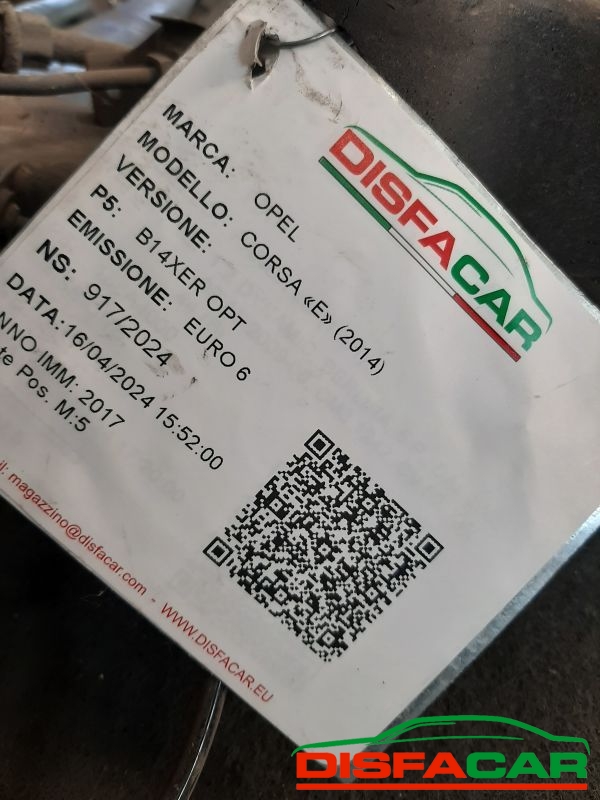 DISFACAR
MARCA: OPEL
MODELLO: CORSA «E» (2014)
VERSIONE:
P5: B14XER OPT
EMISSIONE: EURO 6
NS: 917/2024
DATA: 16/04/2024 15:52:00
IMM: 2017
Pos. M:5
magazzino@disfacar.com - WWW.DISFACAR.EU
DISFACAR